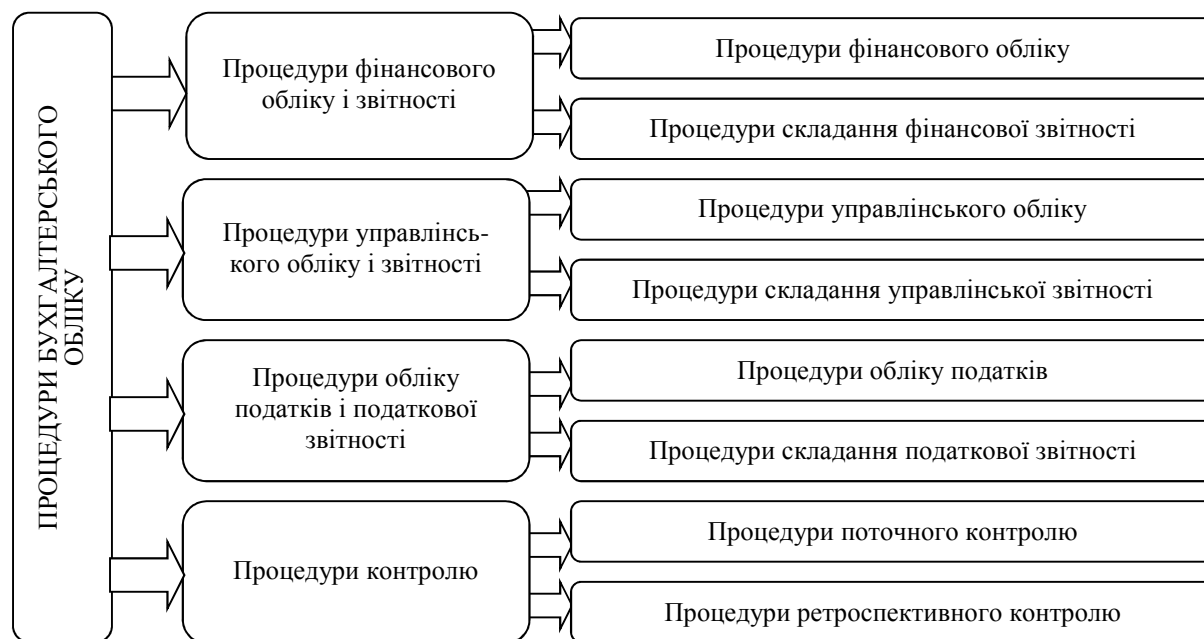 ПРОЦЕДУРИ БУХГАЛТЕРСЬКОГО
ОБЛІКУ
Процедури фінансового
обліку і звітності
Процедури фінансового обліку
Процедури складання фінансової звітності
Процедури управлінсь-
кого обліку і звітності
Процедури управлінського обліку
Процедури складання управлінської звітності
Процедури обліку
податків і податкової
звітності
Процедури обліку податків
Процедури складання податкової звітності
Процедури контролю
Процедури поточного контролю
Процедури ретроспективного контролю